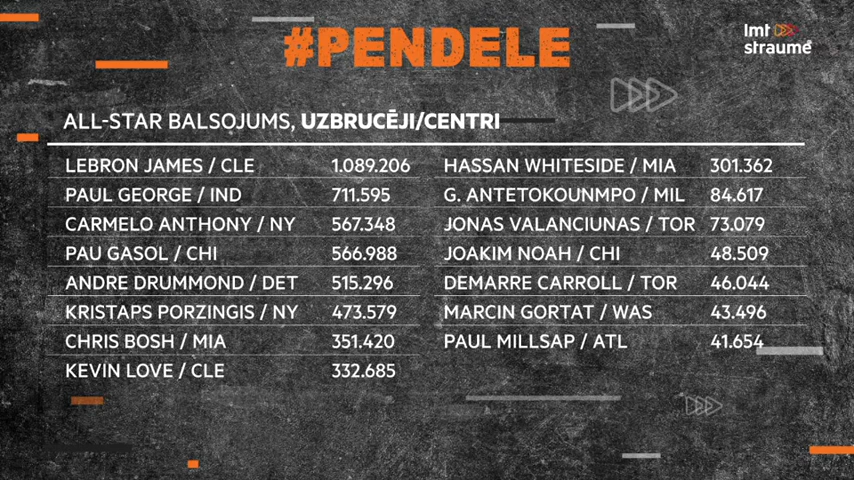 #PENDELE
lmt
straume
ALL-STAR BALSOJUMS, UZBRUCĒJI/CENTRI
LEBRON JAMES / CLE 1.089.206
PAUL GEORGE / IND 711.595
CARMELO ANTHONY / NY 567.348
PAU GASOL / CHI 566.988
ANDRE DRUMMOND / DET 515.296
KRISTAPS PORZINGIS / NY 473.579
CHRIS BOSH / MIA 351.420
KEVIN LOVE / CLE 332.685
HASSAN WHITESIDE / MIA 301.362
G. ANTETOKOUNMPO / MIL 84.617
JONAS VALANCIUNAS / TOR 73.079
JOAKIM NOAH / CHI 48.509
DEMARRE CARROLL / TOR 46.044
MARCIN GORTAT / WAS 43.496
PAUL MILLSAP / ATL 41.654